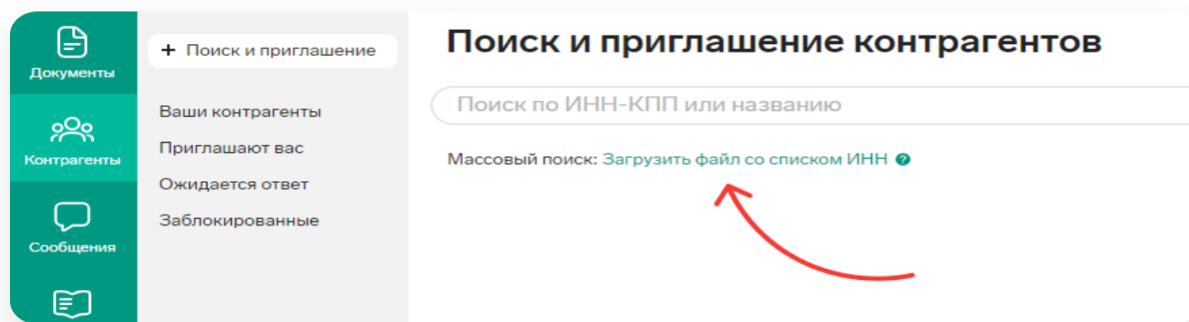 Документы
Контрагенты
Сообщения
+ Поиск и приглашение
Ваши контрагенты
Приглашают вас
Ожидается ответ
Заблокированные
Поиск и приглашение контрагентов
Поиск по ИНН-КПП или названию
Массовый поиск: Загрузить файл со списком ИНН ?